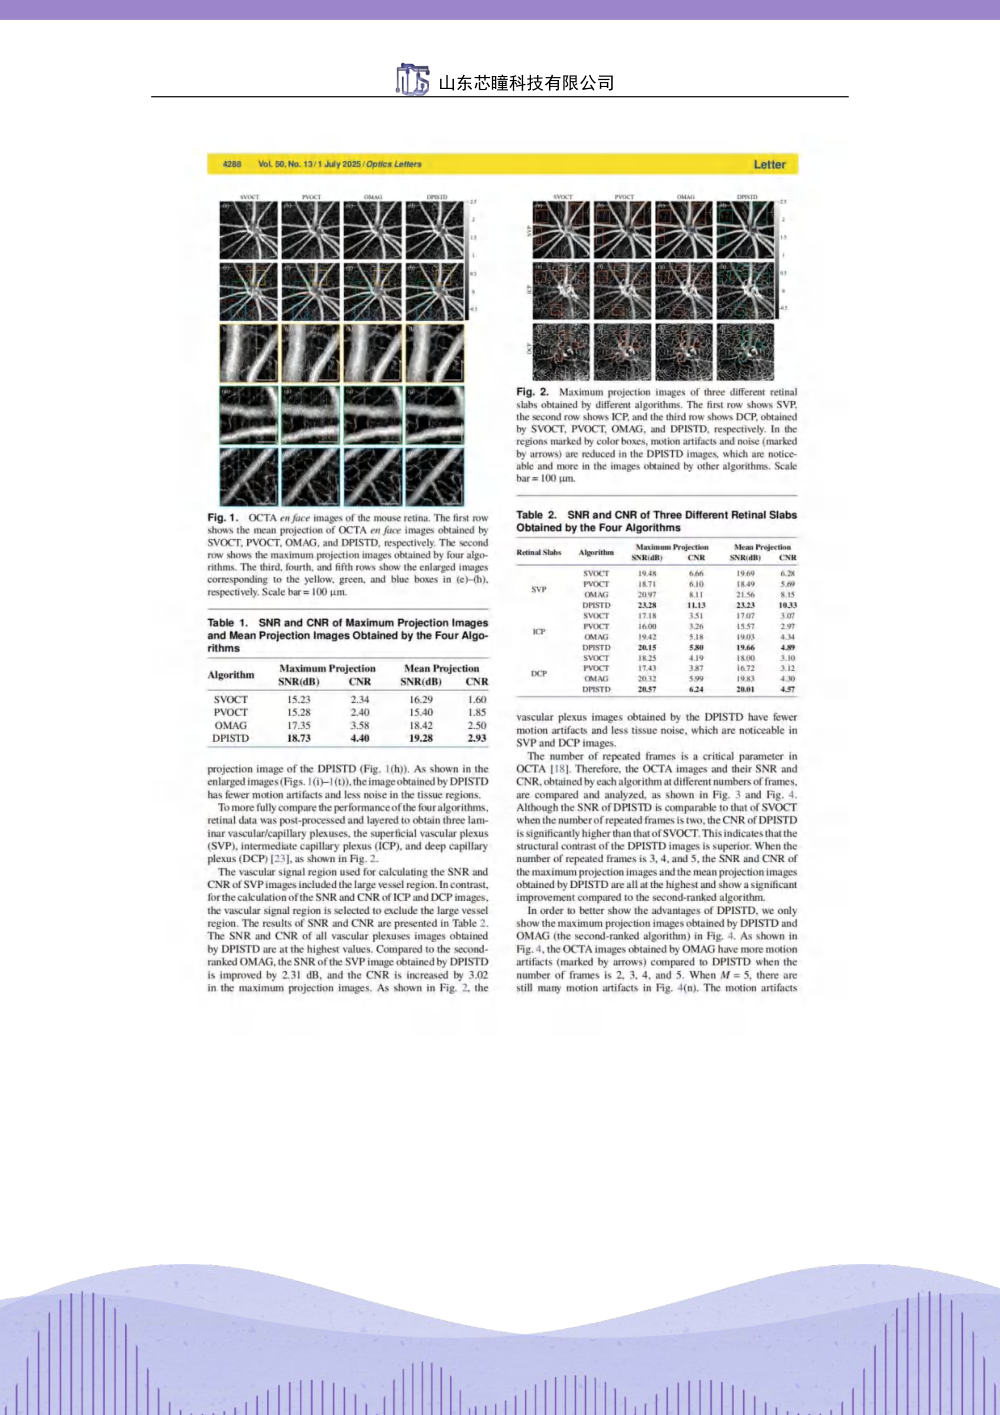 山东芯瞳科技有限公司
4288 Vol. 50, No. 13 / 1 July 2025 / Optics Letters
Letter
SVOCT PVOCT OMAG DPISTD
Fig. 1. OCTA en face images of the mouse retina. The first row
shows the mean projection of OCTA en face images obtained by
SVOCT, PVOCT, OMAG, and DPISTD, respectively. The second
row shows the maximum projection images obtained by four algo-
rithms. The third, fourth, and fifth rows show the enlarged images
corresponding to the yellow, green, and blue boxes in (e)–(h),
respectively. Scale bar = 100 μm.
Table 1. SNR and CNR of Maximum Projection Images
and Mean Projection Images Obtained by the Four Algo-
rithms
Maximum Projection Mean Projection
Algorithm SNR(dB) CNR SNR(dB) CNR
SVOCT 15.23 2.34 16.29 1.60
PVOCT 15.28 2.40 15.40 1.85
OMAG 17.35 3.58 18.42 2.50
DPISTD 18.73 4.40 19.28 2.93
projection image of the DPISTD (Fig. 1(h)). As shown in the
enlarged images (Figs. 1(i)–1(t)), the image obtained by DPISTD
has fewer motion artifacts and less noise in the tissue regions.
To more fully compare the performance of the four algorithms,
retinal data was post-processed and layered to obtain three lam-
inar vascular/capillary plexuses, the superficial vascular plexus
(SVP), intermediate capillary plexus (ICP), and deep capillary
plexus (DCP) [23], as shown in Fig. 2.
The vascular signal used for calculating the SNR and
CNR of SVP images included the large vessel region. In contrast,
for the calculation of the SNR and CNR of ICP and DCP images,
the vascular signal region is selected to exclude the large vessel
region. The results of SNR and CNR are presented in Table 2.
The SNR and CNR of all vascular plexuses images obtained
by DPISTD are at the highest values. Compared to the second-
ranked OMAG, the SNR of the SVP image obtained by DPISTD
is improved by 2.31 dB, and the CNR is increased by 3.02
in the maximum projection images. As shown in Fig. 2, the
SVOCT PVOCT OMAG DPISTD
SVP
ICP
DCP
Fig. 2. Maximum projection images of three different retinal
slabs obtained by different algorithms. The first row shows SVP,
the second row shows ICP, and the third row shows DCP, obtained
by SVOCT, PVOCT, OMAG, and DPISTD, respectively. In the
regions marked by color boxes, motion artifacts and noise (marked
by arrows) are reduced in the DPISTD images, which are notice-
able and more in the images obtained by other algorithms. Scale
bar = 100 μm.
Table 2. SNR and CNR of Three Different Retinal Slabs
Obtained by the Four Algorithms
Maximum Projection Mean Projection
Retinal Slabs Algorithm SNR(dB) CNR SNR(dB) CNR
SVOCT 19.48 6.66 19.69 6.28
SVP PVOCT 18.71 6.10 18.49 5.69
OMAG 20.97 8.11 21.56 8.15
DPISTD 23.28 11.13 23.23 10.33
SVOCT 17.18 3.51 17.07 3.07
ICP PVOCT 16.00 3.26 15.57 2.97
OMAG 19.42 5.18 19.03 4.34
DPISTD 20.15 5.80 19.66 4.89
SVOCT 18.25 4.19 18.00 3.10
DCP PVOCT 17.43 3.87 16.72 3.12
OMAG 20.32 5.99 19.83 4.30
DPISTD 20.57 6.24 20.01 4.57
vascular plexus images obtained by the DPISTD have fewer
motion artifacts and less tissue noise, which are noticeable in
SVP and DCP images.
The number of repeated frames is a critical parameter in
OCTA [18]. Therefore, the OCTA images and their SNR and
CNR, obtained by each algorithm at different numbers of frames,
are compared and analyzed, as shown in Fig. 3 and Fig. 4.
Although the SNR of DPISTD is comparable to that of SVOCT
when the number of repeated frames is two, the CNR of DPISTD
is significantly higher than that of SVOCT. This indicates that the
structural contrast of the DPISTD images is superior. When the
number of repeated frames is 3, 4, and 5, the SNR and CNR of
the maximum projection images and the mean projection images
obtained by DPISTD are all at the highest and show a significant
improvement compared to the second-ranked algorithm.
In order to better show the advantages of DPISTD, we only
show the maximum projection images obtained by DPISTD and
OMAG (the second-ranked algorithm) in Fig. 4. As shown in
Fig. 4, the OCTA images obtained by OMAG have more motion
artifacts (marked by arrows) compared to DPISTD when the
number of frames is 2, 3, 4, and 5. When M = 5, there are
still many motion artifacts in Fig. 4(n). The motion artifacts